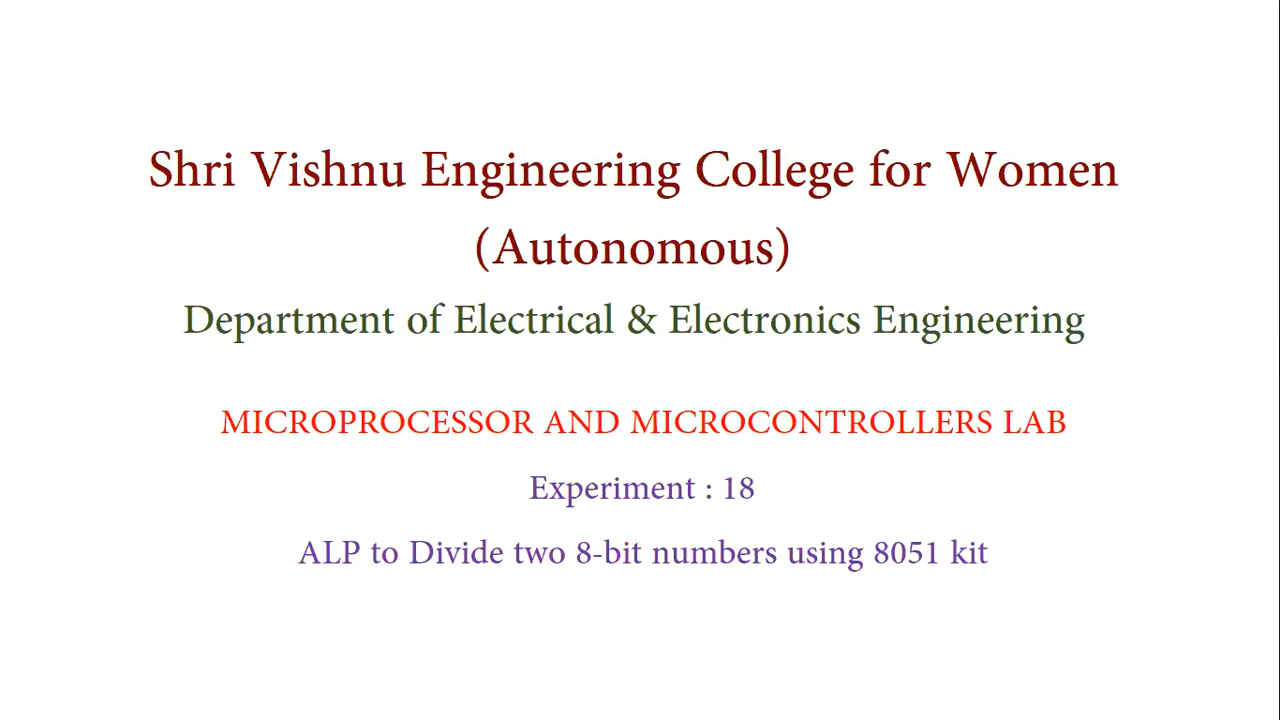 Shri Vishnu Engineering College for Women
(Autonomous)
Department of Electrical & Electronics Engineering
MICROPROCESSOR AND MICROCONTROLLERS LAB
Experiment : 18
ALP to Divide two 8-bit numbers using 8051 kit